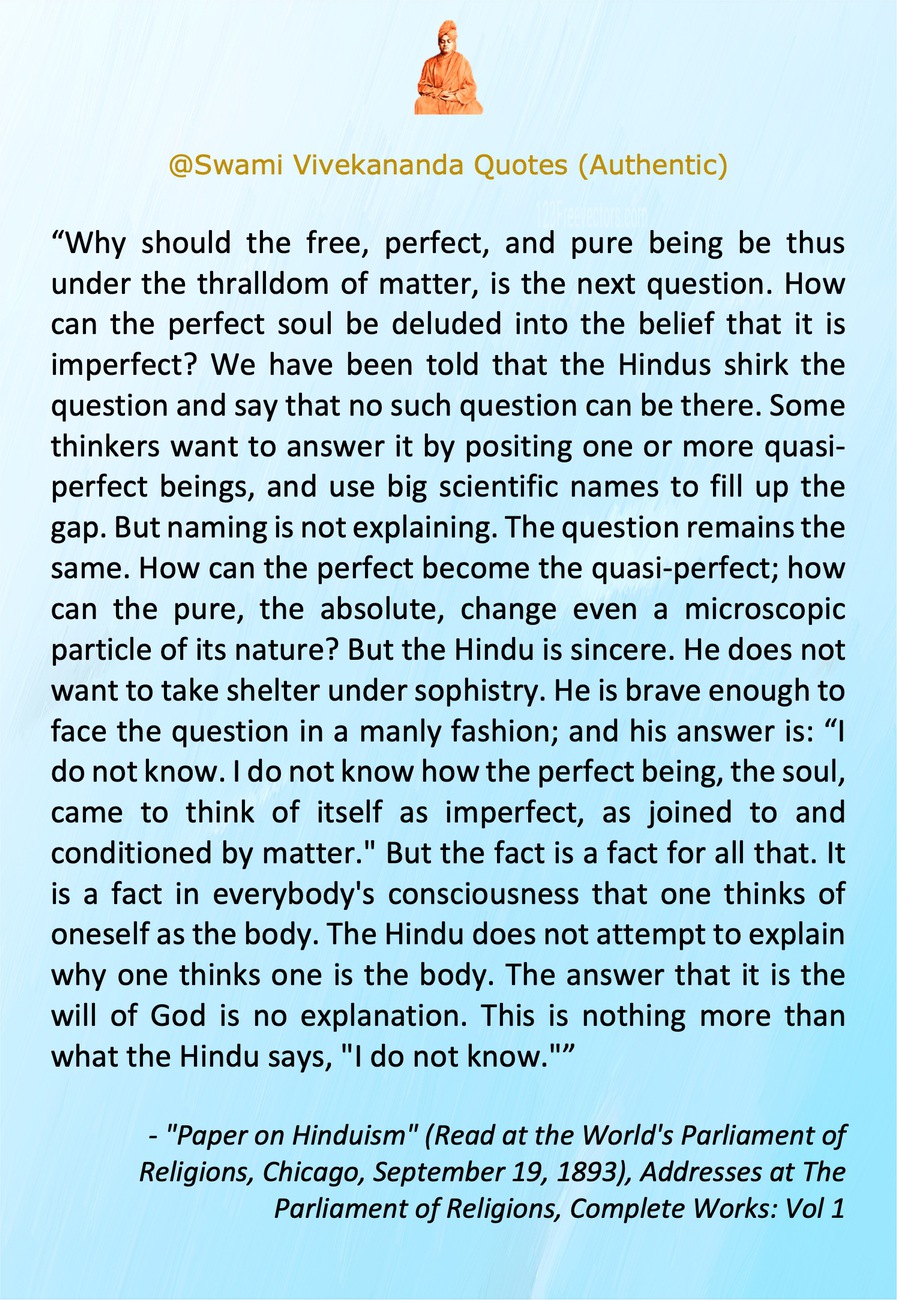 @Swami Vivekananda Quotes (Authentic)
123Freevectors.com
“Why should the free, perfect, and pure being be thus
under the thralldom of matter, is the next question. How
can the perfect soul be deluded into the belief that it is
imperfect? We have been told that the Hindus shirk the
question and say that no such question can be there. Some
thinkers want to answer it by positing one or more quasi-
perfect beings, and use big scientific names to fill up the
gap. But naming is not explaining. The question remains the
same. How can the perfect become the quasi-perfect; how
can the pure, the absolute, change even a microscopic
particle of its nature? But the Hindu is sincere. He does not
want to take shelter under sophistry. He is brave enough to
face the question in a manly fashion; and his answer is: “I
do not know. I do not know how the perfect being, the soul,
came to think of itself as imperfect, as joined to and
conditioned by matter." But the fact is a fact for all that. It
is a fact in everybody's consciousness that one thinks of
oneself as the body. The Hindu does not attempt to explain
why one thinks one is the body. The answer that it is the
will of God is no explanation. This is nothing more than
what the Hindu says, "I do not know."”
- "Paper on Hinduism" (Read at the World's Parliament of
Religions, Chicago, September 19, 1893), Addresses at The
Parliament of Religions, Complete Works: Vol 1